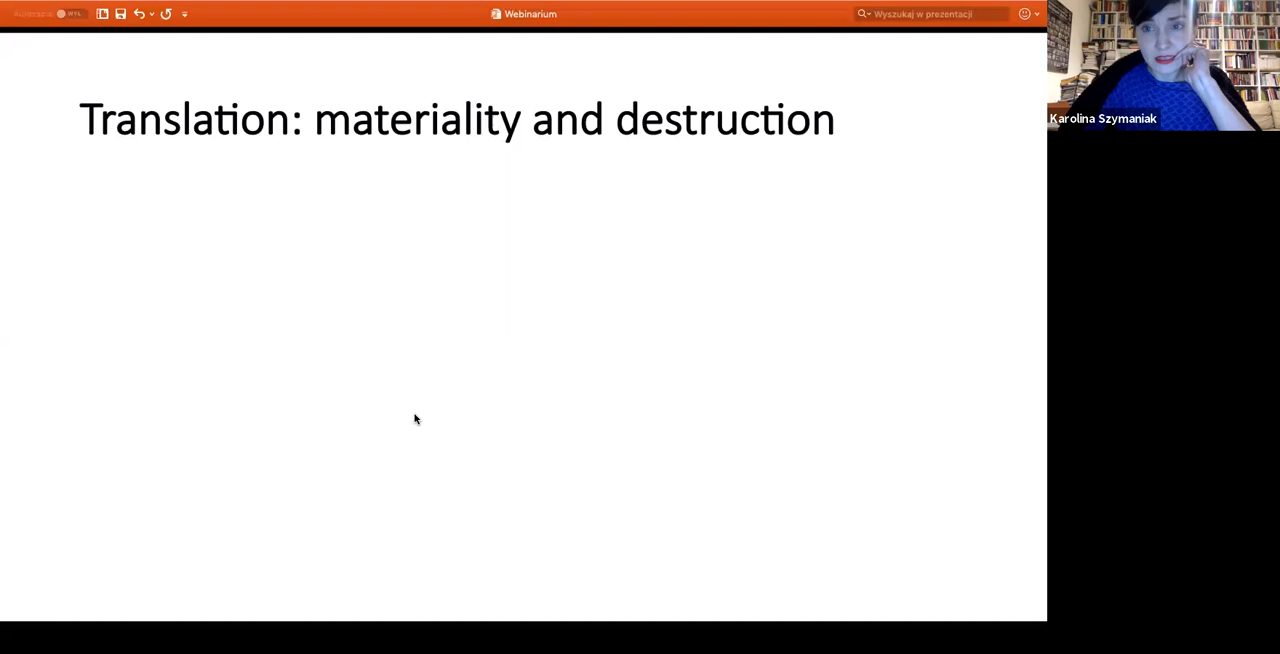 Webinarium
Wyszukaj w prezentacji
Translation: materiality and destruction
Karolina Szymaniak